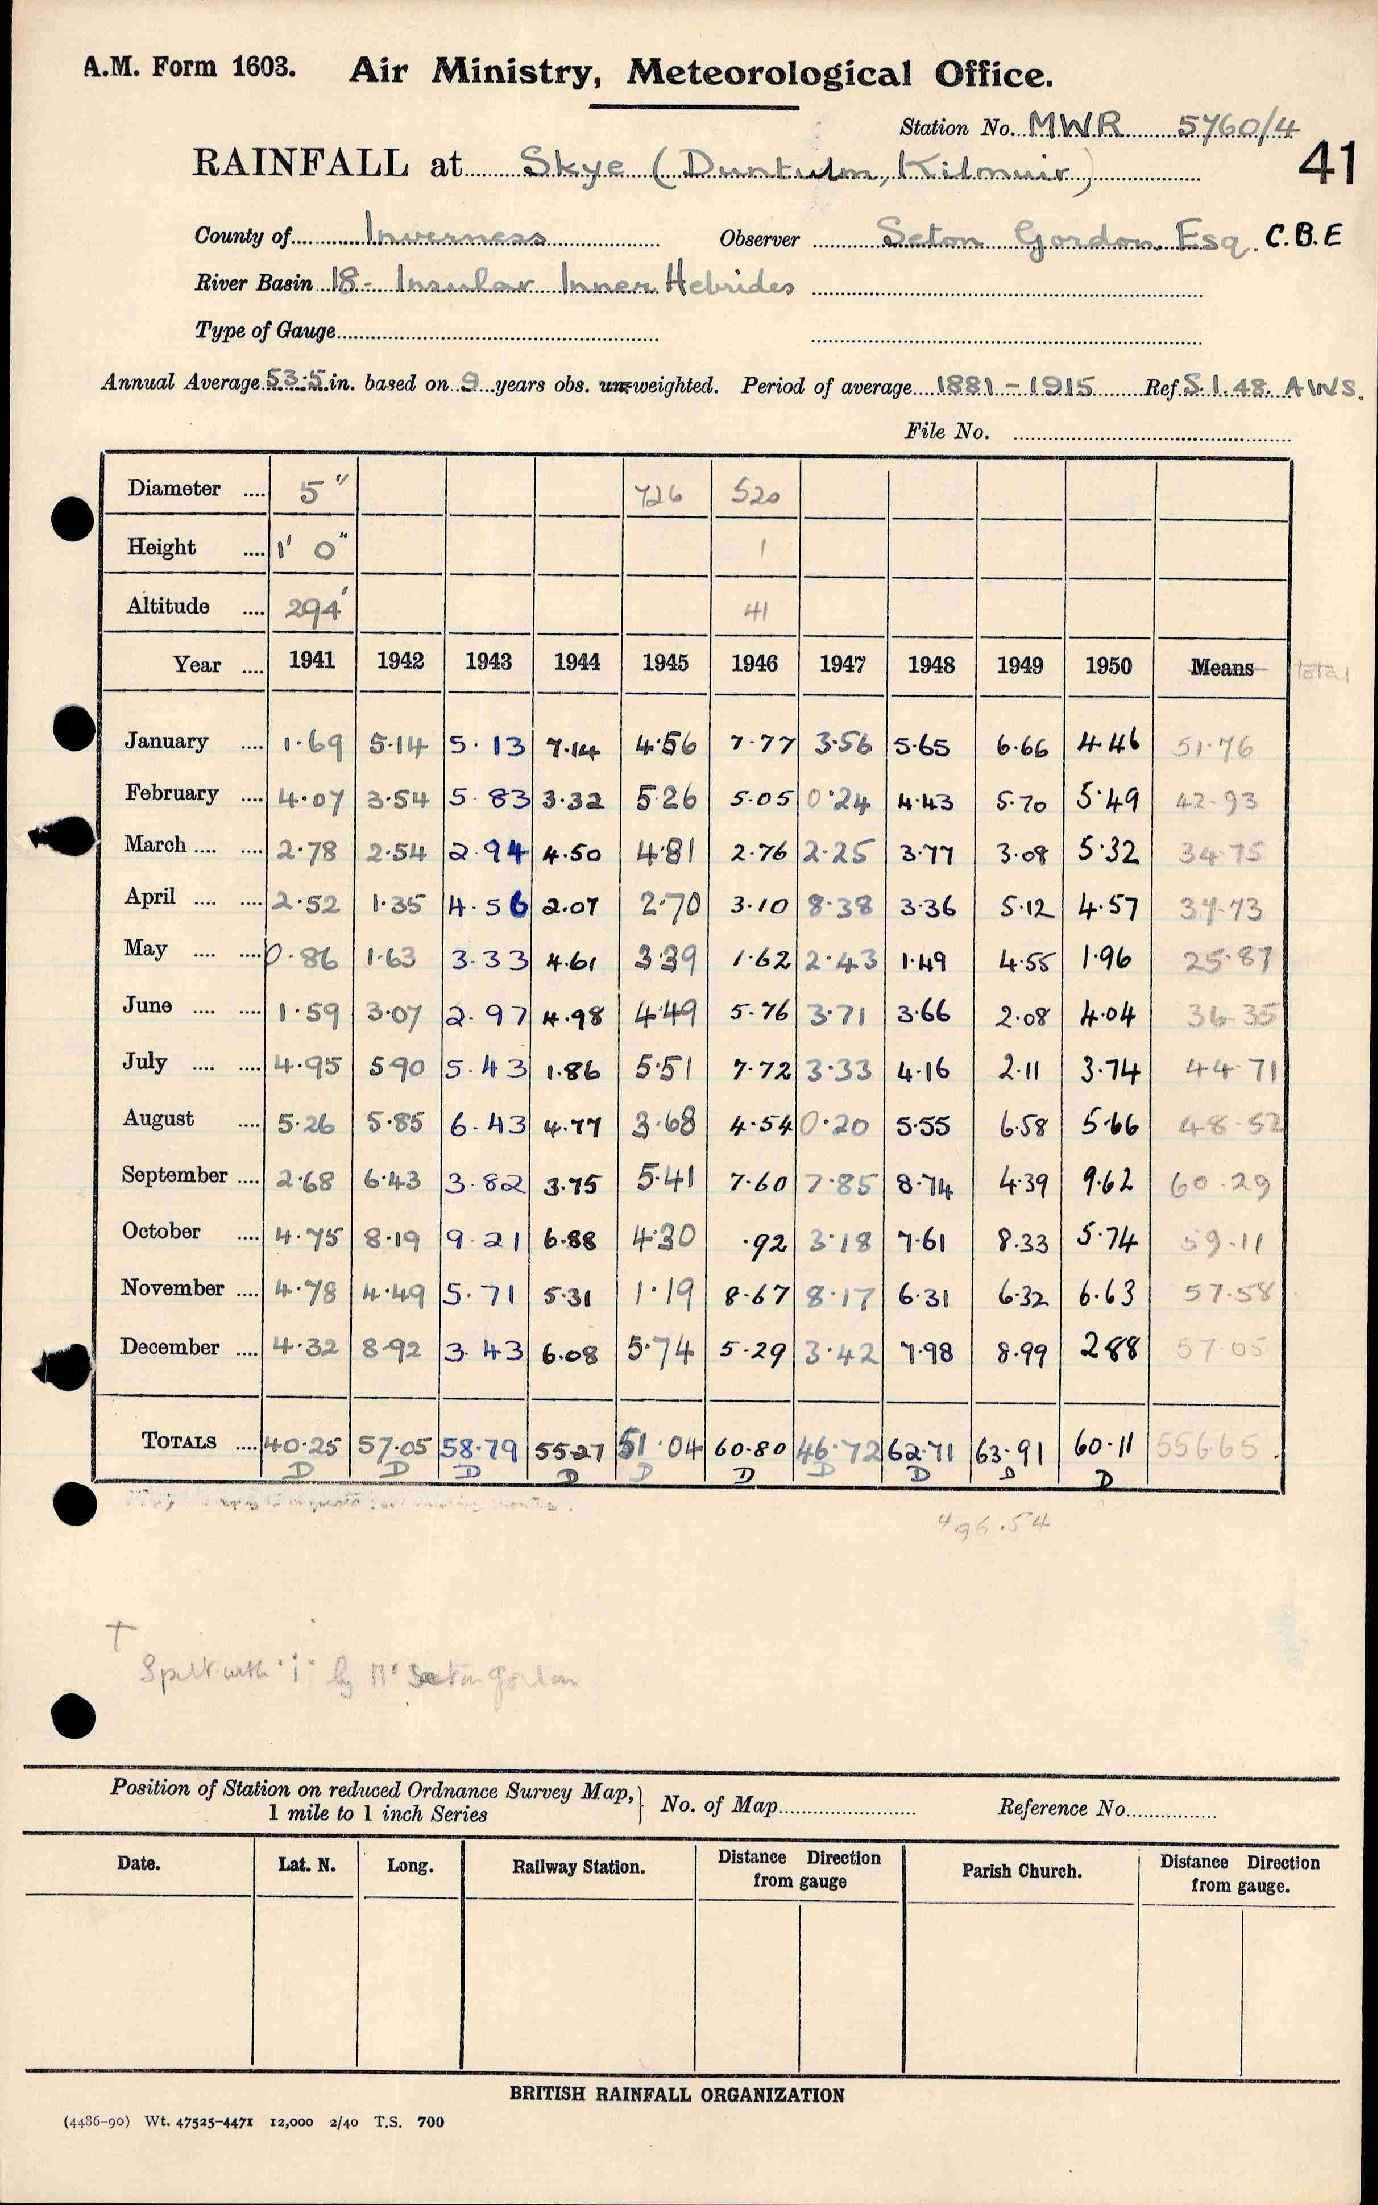 A.M. Form 1603. Air Ministry, Meteorological Office.
Station No. MWR 5760/4
41
RAINFALL at Skye (Duntulm, Kilmuir)
County of Inverness Observer Seton Gordon Esq. C.B.E
River Basin 18 - Insular Inner Hebrides
Type of Gauge
Annual Average 53.5 in. based on 9 years obs. un-weighted. Period of average 1881-1915 Ref S.1.48. AWS.
File No.
Diameter .... 5" 726 520
Height .... 1' 0" 1
Altitude .... 294' 41
Year .... 1941 1942 1943 1944 1945 1946 1947 1948 1949 1950 Means total
January .... 1.69 5.14 5.13 7.14 4.56 7.77 3.56 5.65 6.66 4.46 51.76
February .... 4.07 3.54 5.83 3.32 5.26 5.05 0.24 4.43 5.70 5.49 42.93
March .... .... 2.78 2.54 2.94 4.50 4.81 2.76 2.25 3.77 3.08 5.32 34.75
April .... .... 2.52 1.35 4.56 2.07 2.70 3.10 8.38 3.36 5.12 4.57 37.73
May .... .... 0.86 1.63 3.33 4.61 3.39 1.62 2.43 1.49 4.55 1.96 25.87
June .... .... 1.59 3.07 2.97 4.98 4.49 5.76 3.71 3.66 2.08 4.04 36.35
July .... .... 4.95 5.90 5.43 1.86 5.51 7.72 3.33 4.16 2.11 3.74 44.71
August .... 5.26 5.85 6.43 4.77 3.68 4.54 0.20 5.55 6.58 5.66 48.52
September .... 2.68 6.43 3.82 3.75 5.41 7.60 7.85 8.74 4.39 9.62 60.29
October .... 4.75 8.19 9.21 6.88 4.30 .92 3.18 7.61 8.33 5.74 59.11
November .... 4.78 4.49 5.71 5.31 1.19 8.67 8.17 6.31 6.32 6.63 57.58
December .... 4.32 8.92 3.43 6.08 5.74 5.29 3.42 7.98 8.99 2.88 57.05
TOTALS .... 40.25 57.05 58.79 55.27 51.04 60.80 46.72 62.71 63.91 60.11 556.65
D D D D D D D D D D
496.54
†
Spelt with "i" by Mr Seton Gordon
Position of Station on reduced Ordnance Survey Map, No. of Map Reference No.
1 mile to 1 inch Series
Date. Lat. N. Long. Railway Station. Distance Direction from gauge Parish Church. Distance Direction from gauge.
BRITISH RAINFALL ORGANIZATION
(4486-90) Wt. 47525-4471 12,000 2/40 T.S. 700